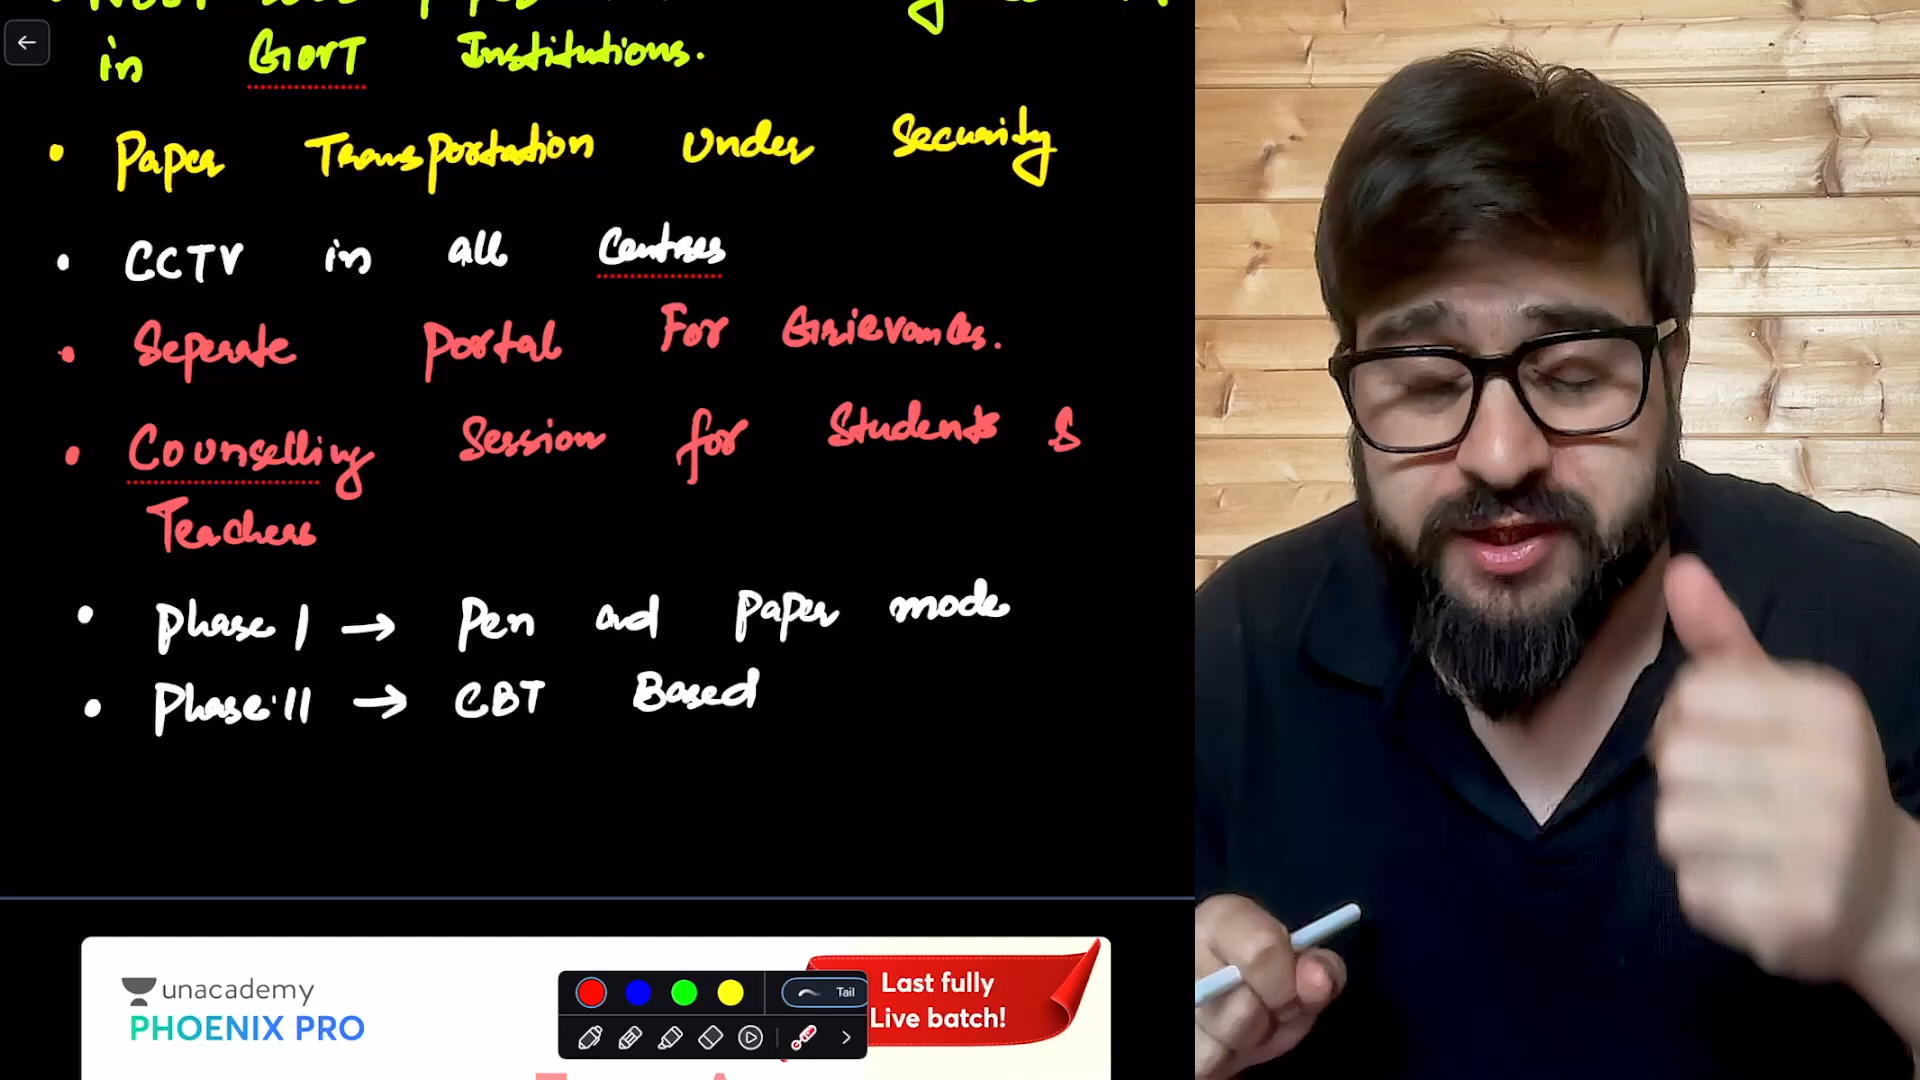 in GovT Institutions.
• Paper Transportation Under Security
• CCTV in all Centres
• Seperate Portal For Grievances.
• Counselling Session for Students &
Teachers
• Phase I → Pen and paper mode
• Phase II → CBT Based
unacademy
PHOENIX PRO
Tail
Last fully
Live batch!